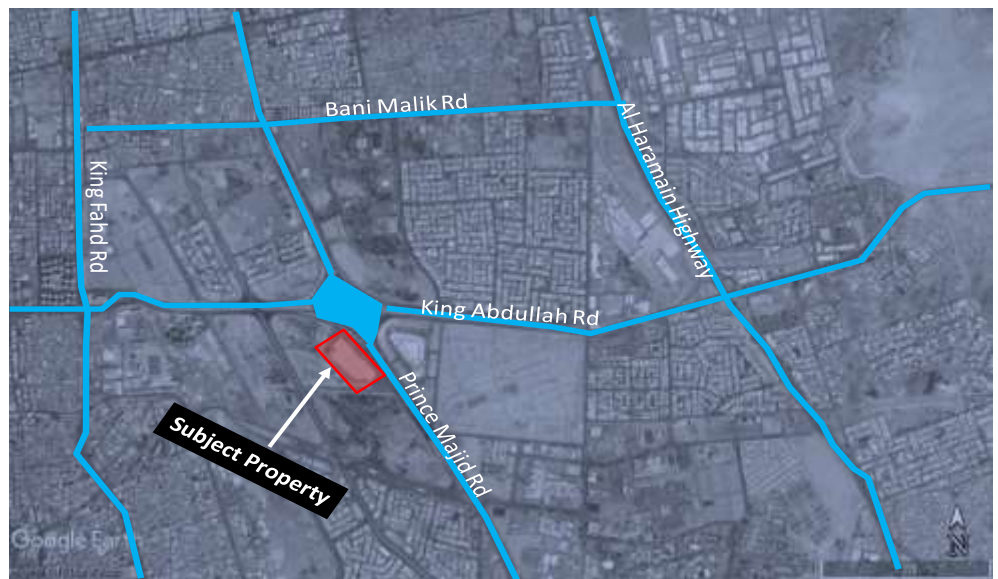 Bani Malik Rd
Al Haramain Highway
King Fahd Rd
King Abdullah Rd
Prince Majid Rd
Subject Property
Google Earth
N